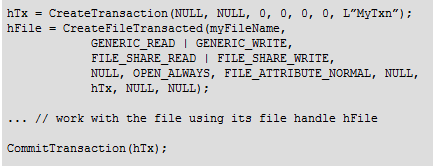 hTx = CreateTransaction(NULL, NULL, 0, 0, 0, 0, L”MyTxn”);
hFile = CreateFileTransacted(myFileName,
GENERIC_READ | GENERIC_WRITE,
FILE_SHARE_READ | FILE_SHARE_WRITE,
NULL, OPEN_ALWAYS, FILE_ATTRIBUTE_NORMAL, NULL,
hTx, NULL, NULL);
... // work with the file using its file handle hFile
CommitTransaction(hTx);